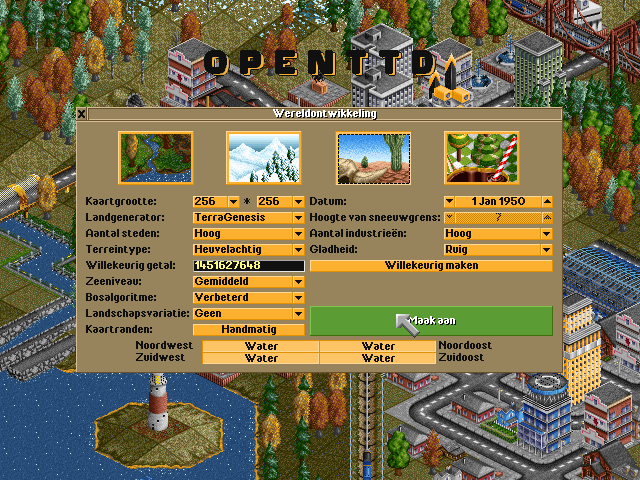 OPENTTD
Wereldontwikkeling
Kaartgrootte: 256 * 256 Datum: 1 Jan 1950
Landgenerator: TerraGenesis Hoogte van sneeuwgrens: 7
Aantal steden: Hoog Aantal industrieën: Hoog
Terreintype: Heuvelachtig Gladheid: Ruig
Willekeurig getal: 1451627648 Willekeurig maken
Zeeniveau: Gemiddeld
Bosalgoritme: Verbeterd
Landschapsvariatie: Geen Maak aan
Kaartranden: Handmatig
Noordwest Water Water Noordoost
Zuidwest Water Water Zuidoost